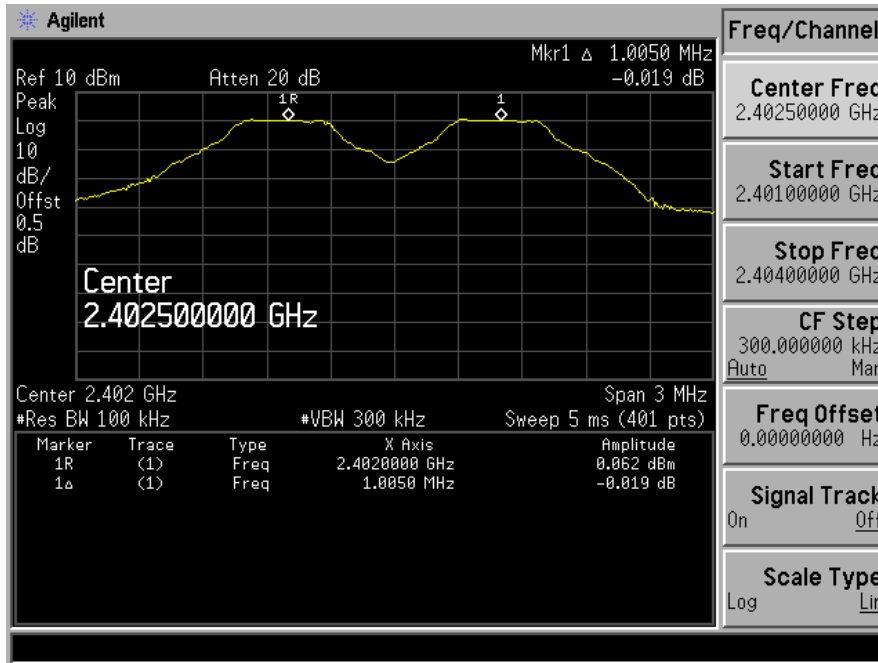 Agilent
Freq/Channel
Mkr1 Δ 1.0050 MHz
Ref 10 dBm Atten 20 dB -0.019 dB
Peak
Log
10
dB/
Offst
0.5
dB
1R 1
Center
2.402500000 GHz
Center 2.402 GHz Span 3 MHz
#Res BW 100 kHz #VBW 300 kHz Sweep 5 ms (401 pts)
Marker Trace Type X Axis Amplitude
1R (1) Freq 2.4020000 GHz 0.062 dBm
1Δ (1) Freq 1.0050 MHz -0.019 dB
Center Freq
2.40250000 GHz
Start Freq
2.40100000 GHz
Stop Freq
2.40400000 GHz
CF Step
300.000000 kHz
Auto Man
Freq Offset
0.00000000 Hz
Signal Track
On Off
Scale Type
Log Lin